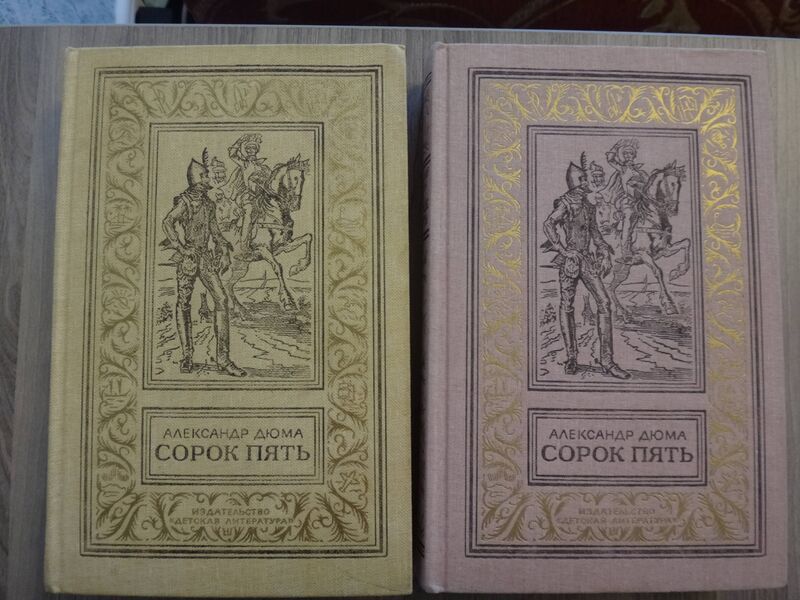 АЛЕКСАНДР ДЮМА
СОРОК ПЯТЬ
ИЗДАТЕЛЬСТВО
«ДЕТСКАЯ ЛИТЕРАТУРА»
АЛЕКСАНДР ДЮМА
СОРОК ПЯТЬ
ИЗДАТЕЛЬСТВО
«ДЕТСКАЯ ЛИТЕРАТУРА»